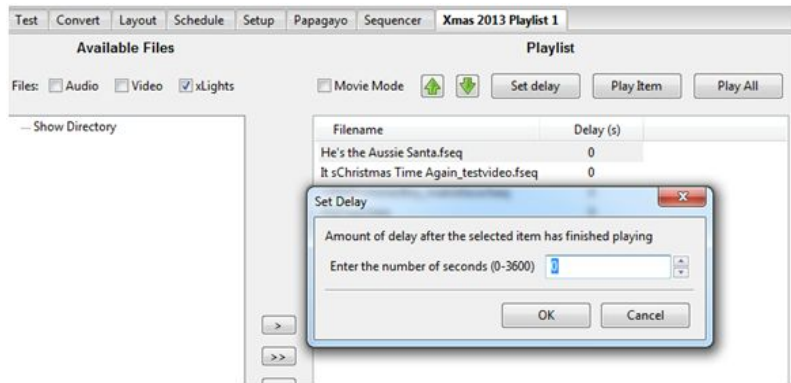 Test Convert Layout Schedule Setup Papagayo Sequencer Xmas 2013 Playlist 1
Available Files Playlist
Files: Audio Video xLights Movie Mode Set delay Play Item Play All
Show Directory
Filename Delay (s)
He's the Aussie Santa.fseq 0
It sChristmas Time Again_testvideo.fseq 0
Set Delay
Amount of delay after the selected item has finished playing
Enter the number of seconds (0-3600) 0
OK Cancel
>
>>